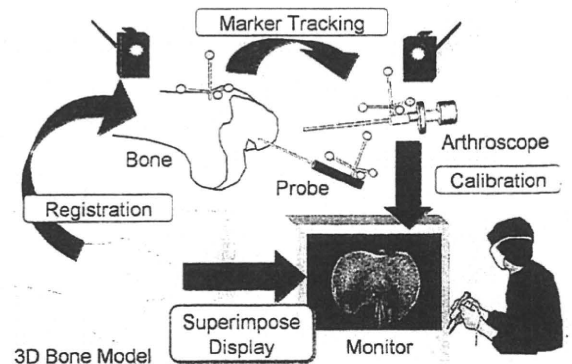 Marker Tracking
Bone
Probe
Arthroscope
Calibration
Registration
Superimpose
Display
Monitor
3D Bone Model